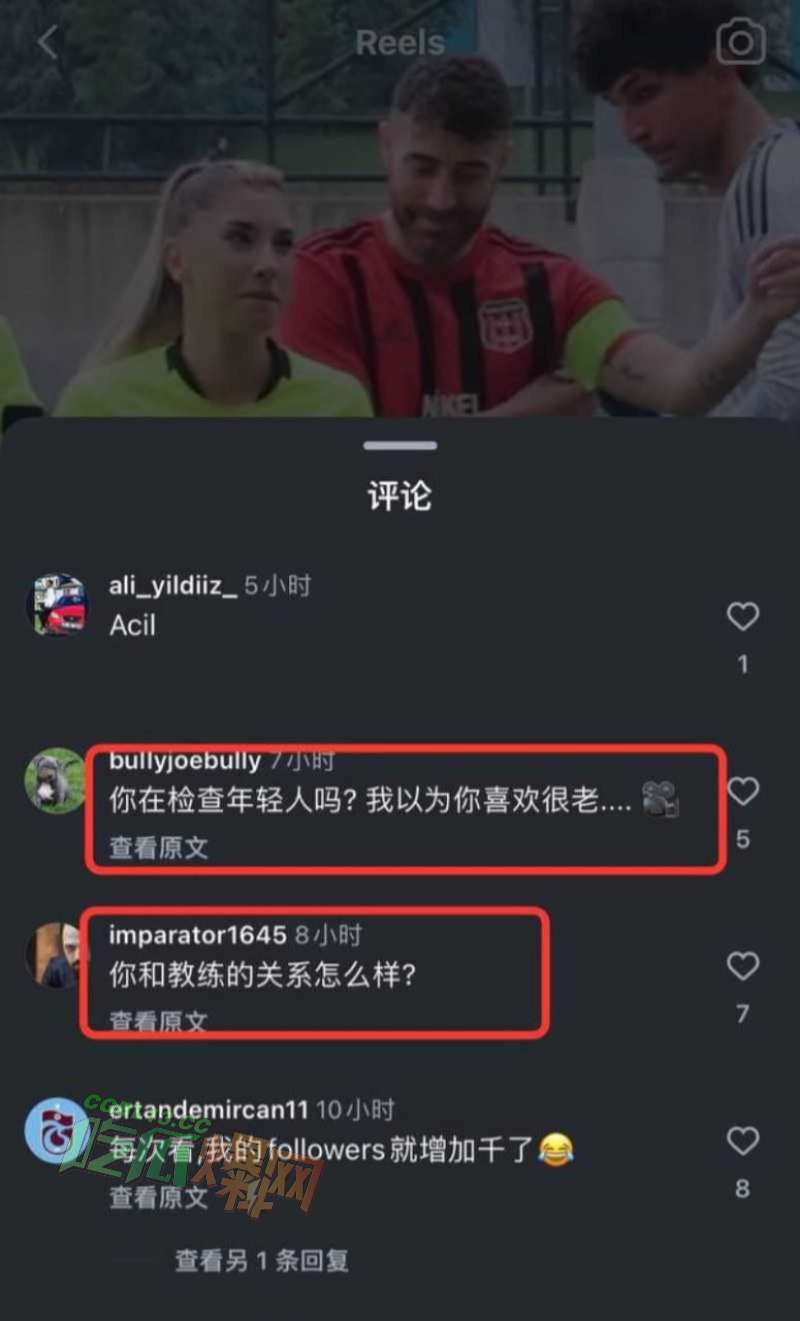 Reels
评论
ali_yildiiz_ 5小时
Acil
1
bullyjoebully 7小时
你在检查年轻人吗? 我以为你喜欢很老....
查看原文
5
imparator1645 8小时
你和教练的关系怎么样?
查看原文
7
ertandemircan11 10小时
每次看,我的followers就增加千了😂
查看原文
8
查看另 1 条回复
吃瓜爆网